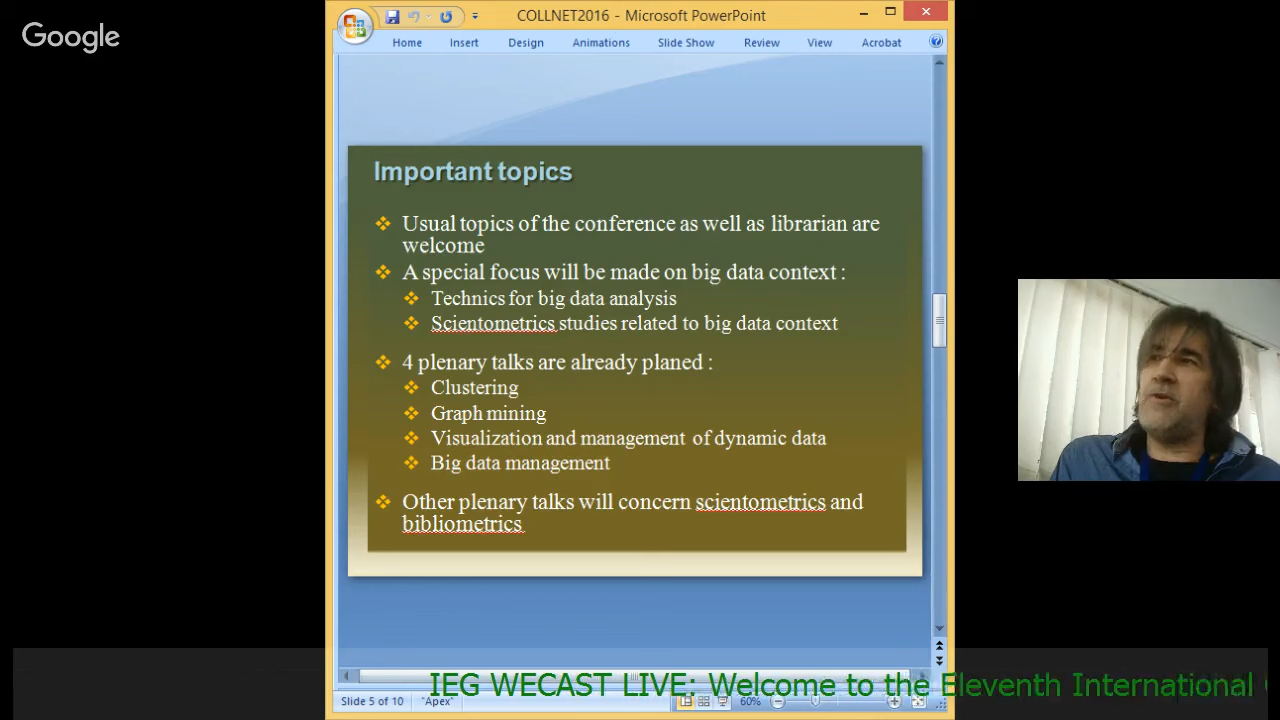 Google
COLLNET2016 - Microsoft PowerPoint
Home Insert Design Animations Slide Show Review View Acrobat
Important topics
Usual topics of the conference as well as librarian are
welcome
A special focus will be made on big data context :
Technics for big data analysis
Scientometrics studies related to big data context
4 plenary talks are already planed :
Clustering
Graph mining
Visualization and management of dynamic data
Big data management
Other plenary talks will concern scientometrics and
bibliometrics
IEG WECAST LIVE: Welcome to the Eleventh International
Slide 5 of 10 "Apex" 60%